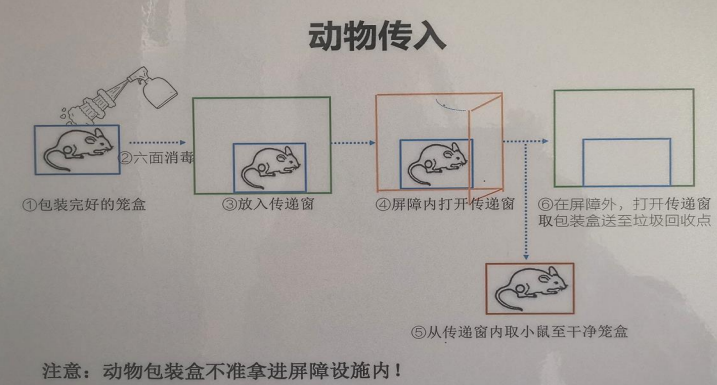 动物传入
①包装完好的笼盒
②六面消毒
③放入传递窗
④屏障内打开传递窗
⑤从传递窗内取小鼠至干净笼盒
⑥在屏障外，打开传递窗
取包装盒送至垃圾回收点
注意：动物包装盒不准拿进屏障设施内！